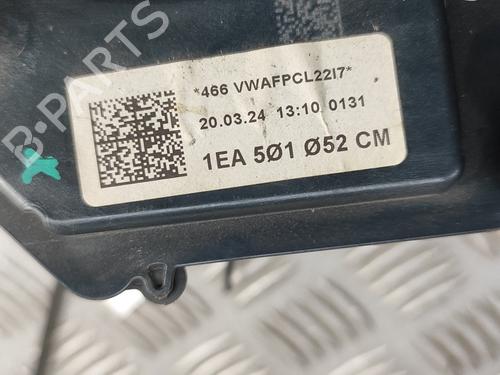 *466 VWAFPCL22I7*
20.03.24 13:10 0131
1EA 5Ø1 Ø52 CM
B-PARTS